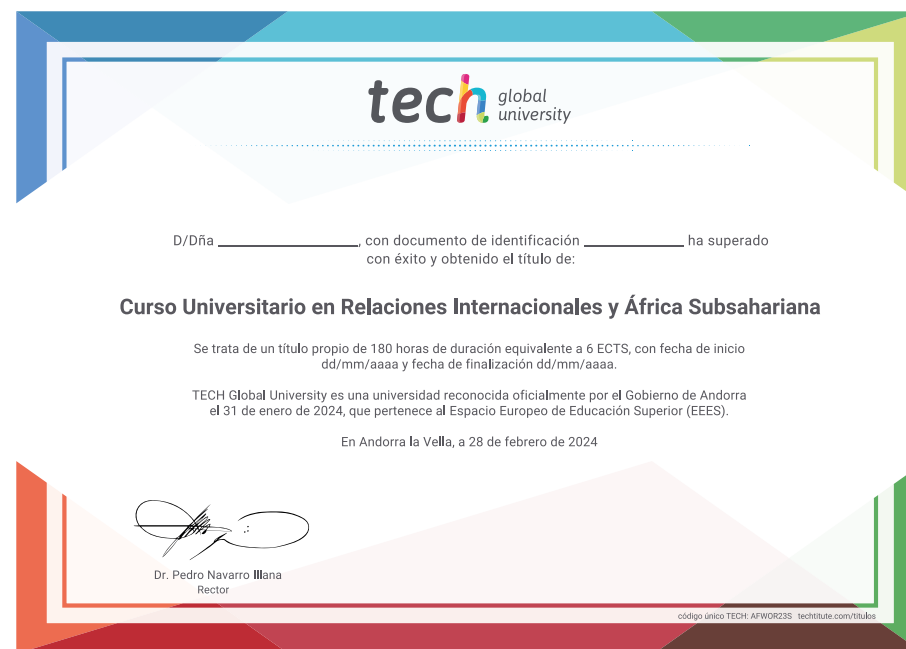 tech global university
D/Dña ____________________, con documento de identificación ______________ ha superado
con éxito y obtenido el título de:
Curso Universitario en Relaciones Internacionales y África Subsahariana
Se trata de un título propio de 180 horas de duración equivalente a 6 ECTS, con fecha de inicio
dd/mm/aaaa y fecha de finalización dd/mm/aaaa.
TECH Global University es una universidad reconocida oficialmente por el Gobierno de Andorra
el 31 de enero de 2024, que pertenece al Espacio Europeo de Educación Superior (EEES).
En Andorra la Vella, a 28 de febrero de 2024
Dr. Pedro Navarro Illana
Rector
código único TECH: AFWOR23S techtitute.com/titulos